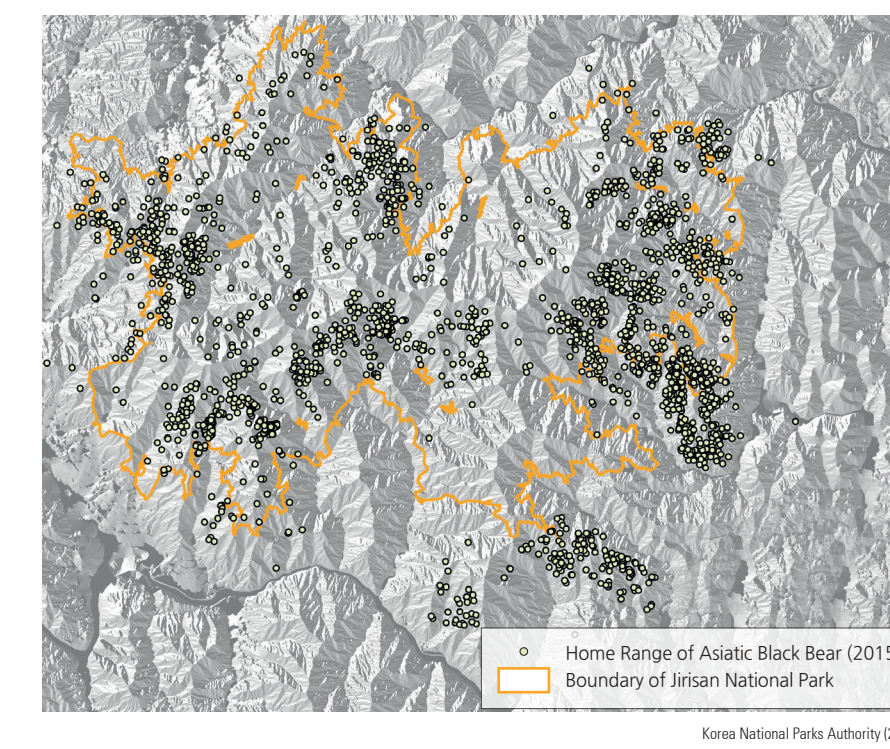 Home Range of Asiatic Black Bear (2015
Boundary of Jirisan National Park
Korea National Parks Authority (2